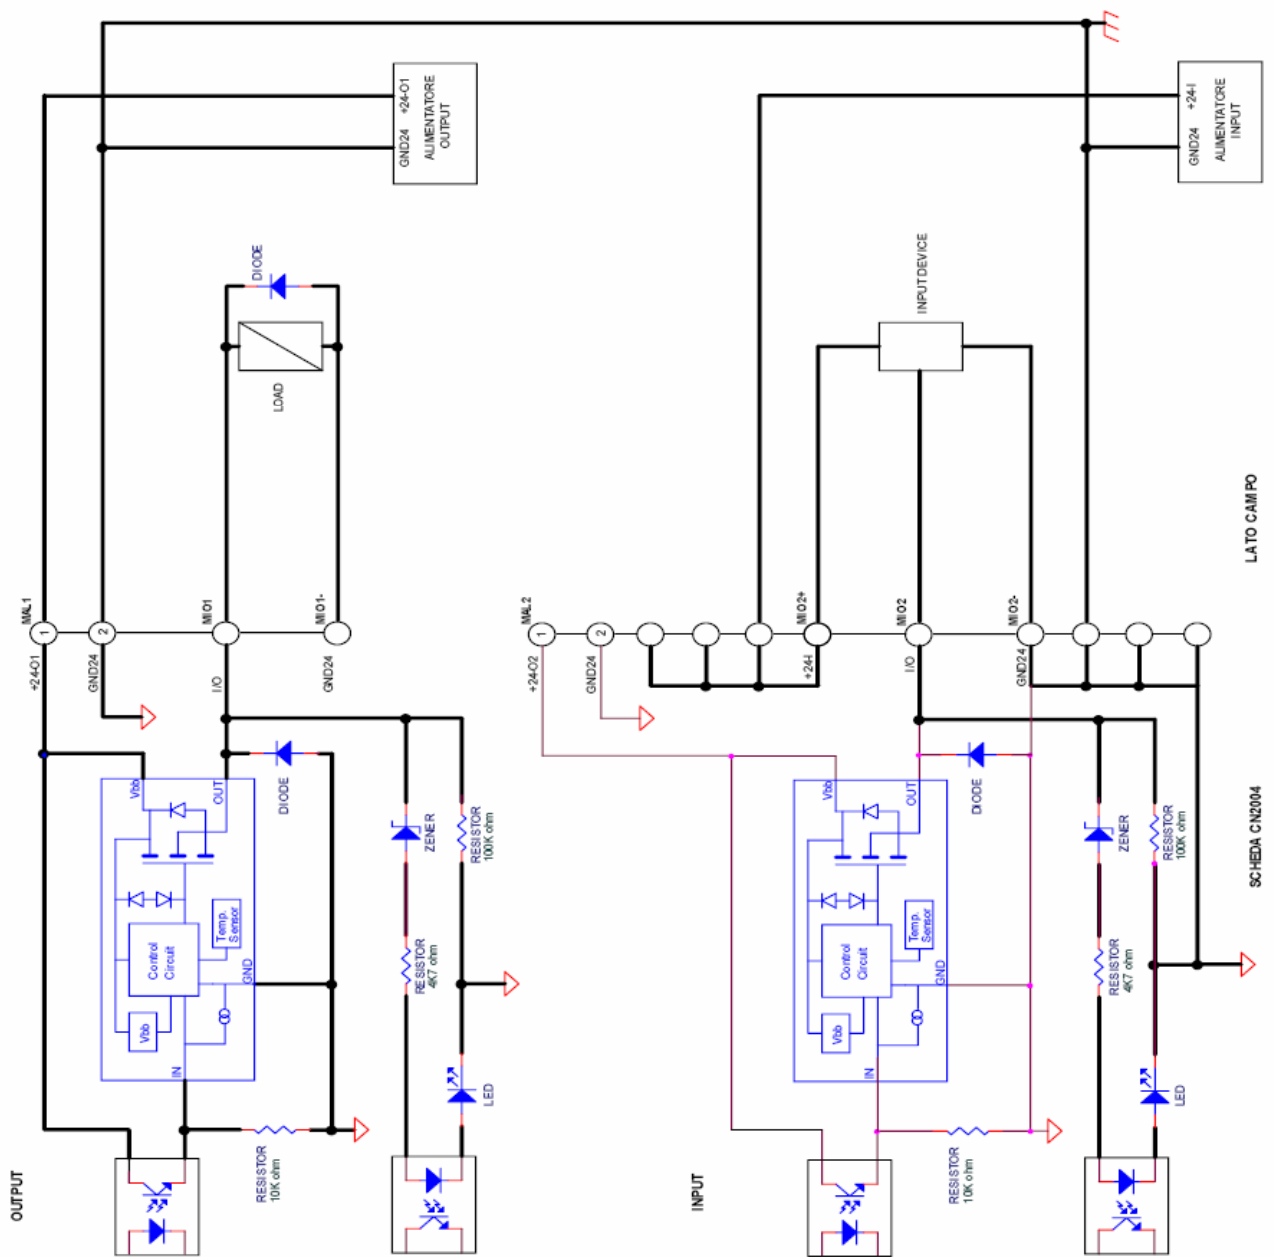 OUTPUT
+24-O1
MAL1
1
+24-O1
GND24
ALIMENTATORE
OUTPUT
GND24
2
Vbb
Control
Circuit
Temp.
Sensor
Vbb
IN
GND
OUT
I/O
MIO1
LOAD
DIODE
RESISTOR
10K ohm
DIODE
GND24
MIO1-
RESISTOR
4K7 ohm
ZENER
LED
RESISTOR
100K ohm
INPUT
+24-O2
MAL2
1
GND24
2
Vbb
Control
Circuit
Temp.
Sensor
Vbb
IN
GND
OUT
+24-I
MIO2+
I/O
MIO2
INPUT DEVICE
RESISTOR
10K ohm
DIODE
GND24
MIO2-
RESISTOR
4K7 ohm
ZENER
LED
RESISTOR
100K ohm
GND24
+24-I
ALIMENTATORE
INPUT
SCHEDA CN2004
LATO CAMPO